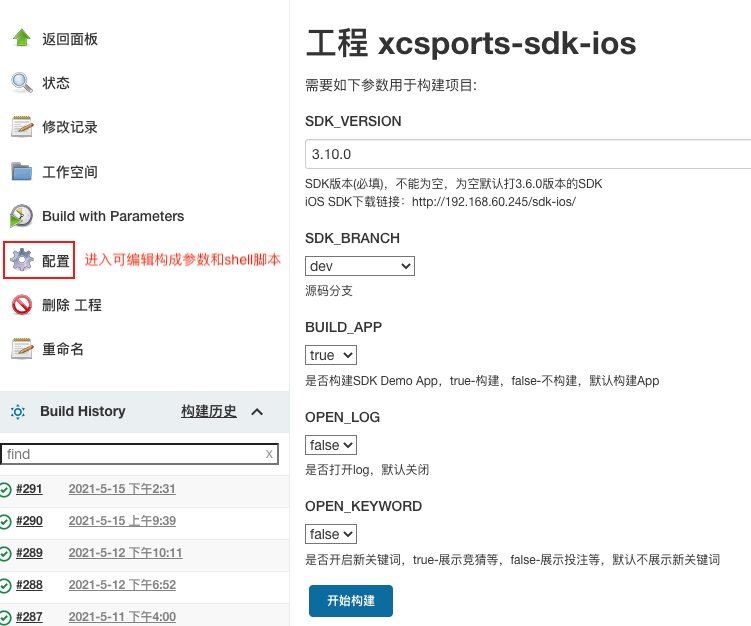 返回面板
状态
修改记录
工作空间
Build with Parameters
配置 进入可编辑构成参数和shell脚本
删除 工程
重命名
Build History 构建历史
find x
#291 2021-5-15 下午2:31
#290 2021-5-15 上午9:39
#289 2021-5-12 下午10:11
#288 2021-5-12 下午6:52
#287 2021-5-11 下午4:00
工程 xcsports-sdk-ios
需要如下参数用于构建项目:
SDK_VERSION
3.10.0
SDK版本(必填)，不能为空，为空默认打3.6.0版本的SDK
iOS SDK下载链接：http://192.168.60.245/sdk-ios/
SDK_BRANCH
dev
源码分支
BUILD_APP
true
是否构建SDK Demo App，true-构建，false-不构建，默认构建App
OPEN_LOG
false
是否打开log，默认关闭
OPEN_KEYWORD
false
是否开启新关键词，true-展示竞猜等，false-展示投注等，默认不展示新关键词
开始构建